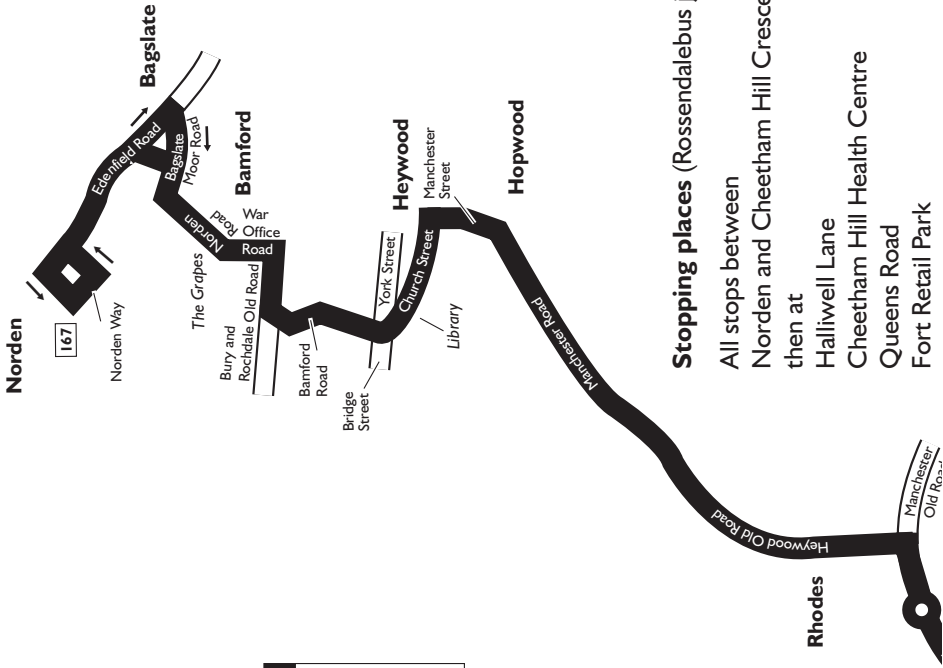 Norden
167
Norden Way
Edenfield Road
Bagslate
Bagslate
Moor Road
Bamford
Norden
Road
War
Office
Road
The Grapes
Bury and
Rochdale Old Road
Bamford
Road
Bridge
Street
York Street
Church Street
Library
Heywood
Manchester
Street
Hopwood
Manchester Road
Heywood Old Road
Rhodes
Manchester
Old Road
Stopping places (Rossendalebus
All stops between
Norden and Cheetham Hill Cresce
then at
Halliwell Lane
Cheetham Hill Health Centre
Queens Road
Fort Retail Park